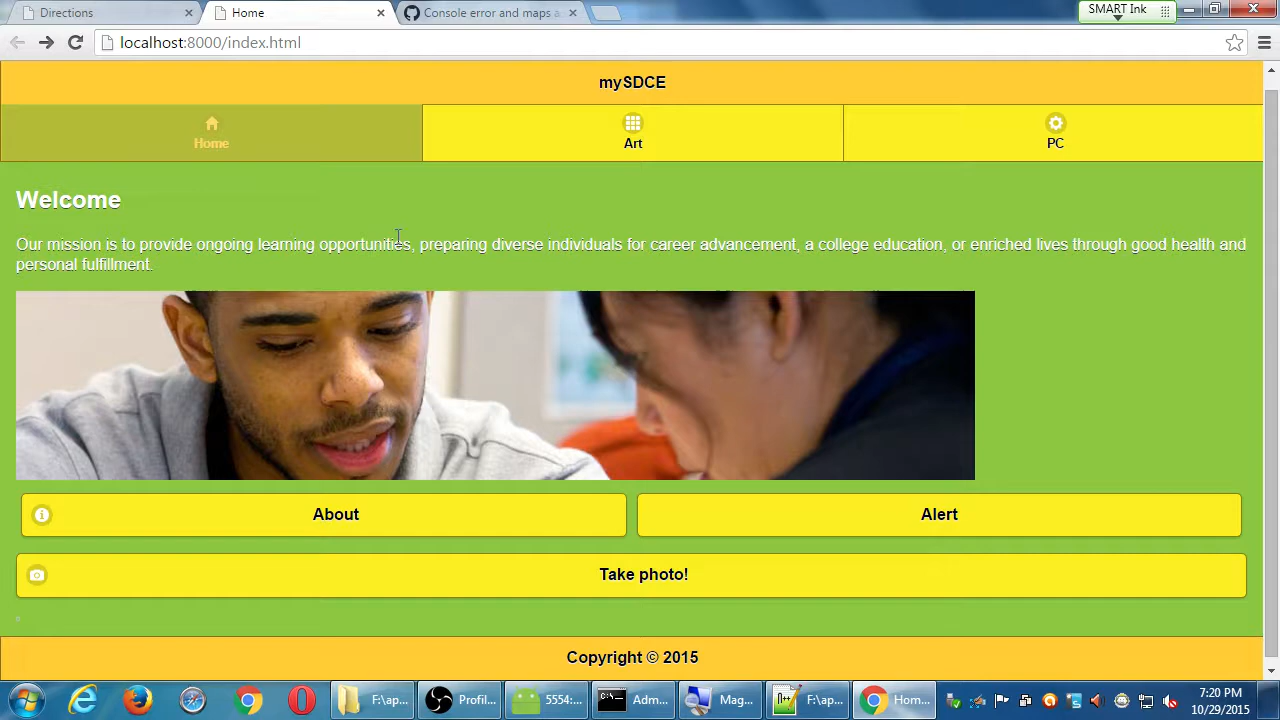 Directions
Home
Console error and maps a
SMART Ink
localhost:8000/index.html
mySDCE
Home
Art
PC
Welcome
Our mission is to provide ongoing learning opportunities, preparing diverse individuals for career advancement, a college education, or enriched lives through good health and
personal fulfillment.
About
Alert
Take photo!
Copyright © 2015
F:\ap...
Profil...
5554:...
Adm...
Mag...
F:\ap...
Hom...
7:20 PM
10/29/2015